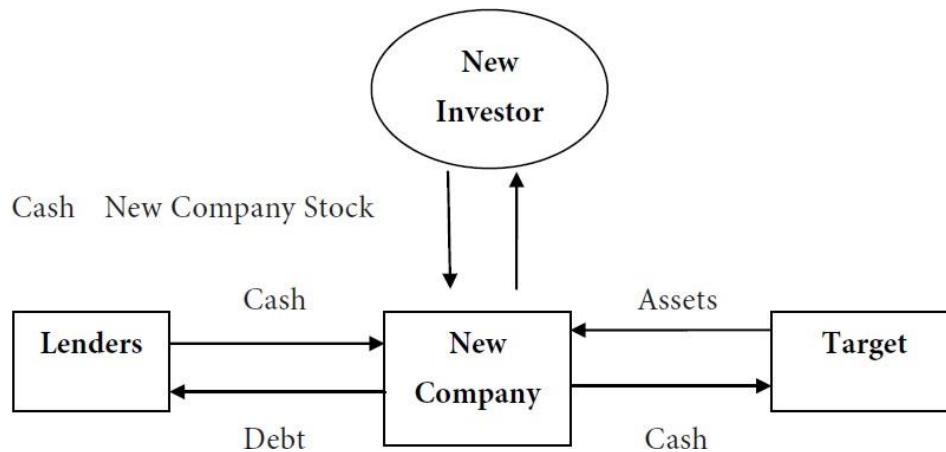 New
Investor
Cash New Company Stock
Cash
Assets
Lenders
New
Company
Target
Debt
Cash